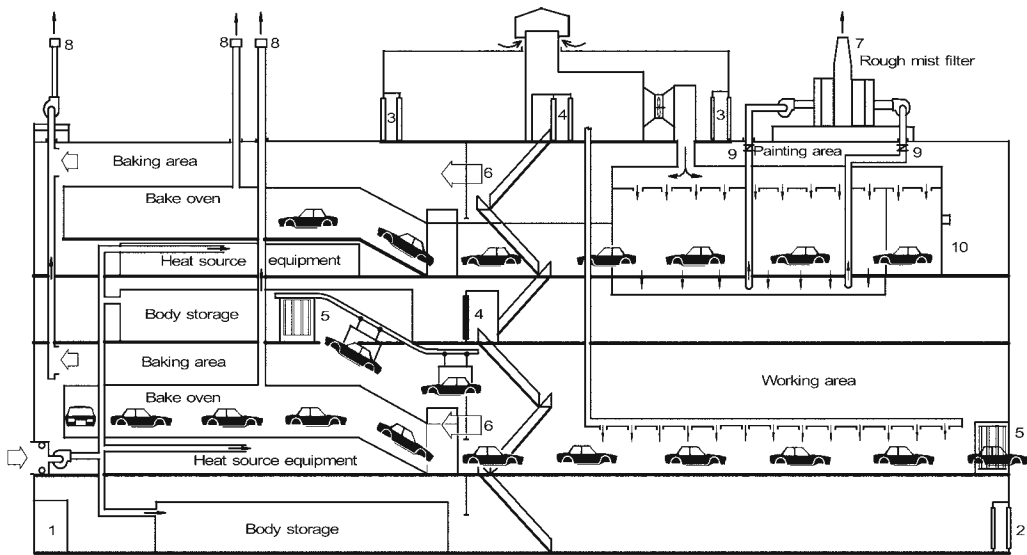 8
8
8
7
Rough mist filter
3
4
3
9
Painting area
9
Baking area
6
Bake oven
10
Heat source equipment
Body storage
5
4
Baking area
Working area
Bake oven
6
5
Heat source equipment
1
Body storage
2